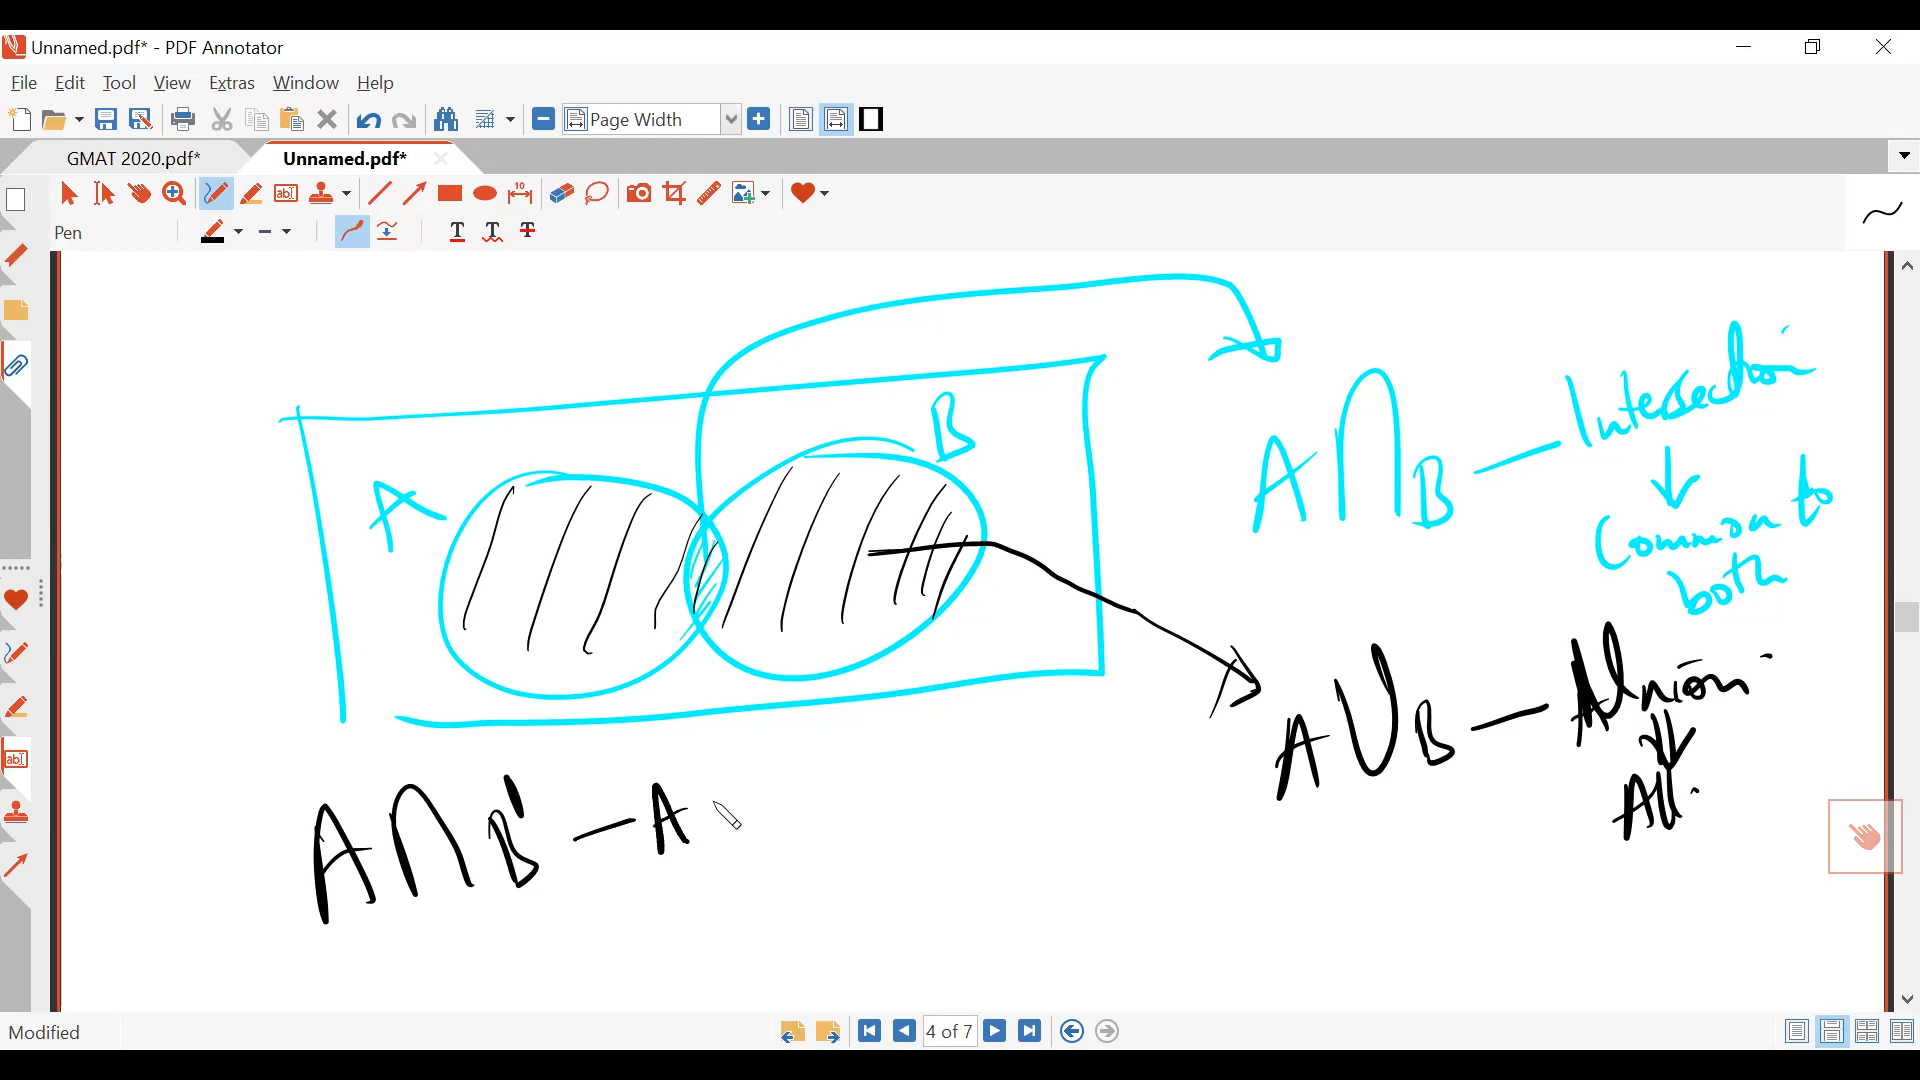 Unnamed.pdf* - PDF Annotator
File Edit Tool View Extras Window Help
Page Width
GMAT 2020.pdf*
Unnamed.pdf*
Pen
A
B
A∩B — Intersection
Common to
both
A∪B — Union
All.
A∩B' — A
Modified
4 of 7